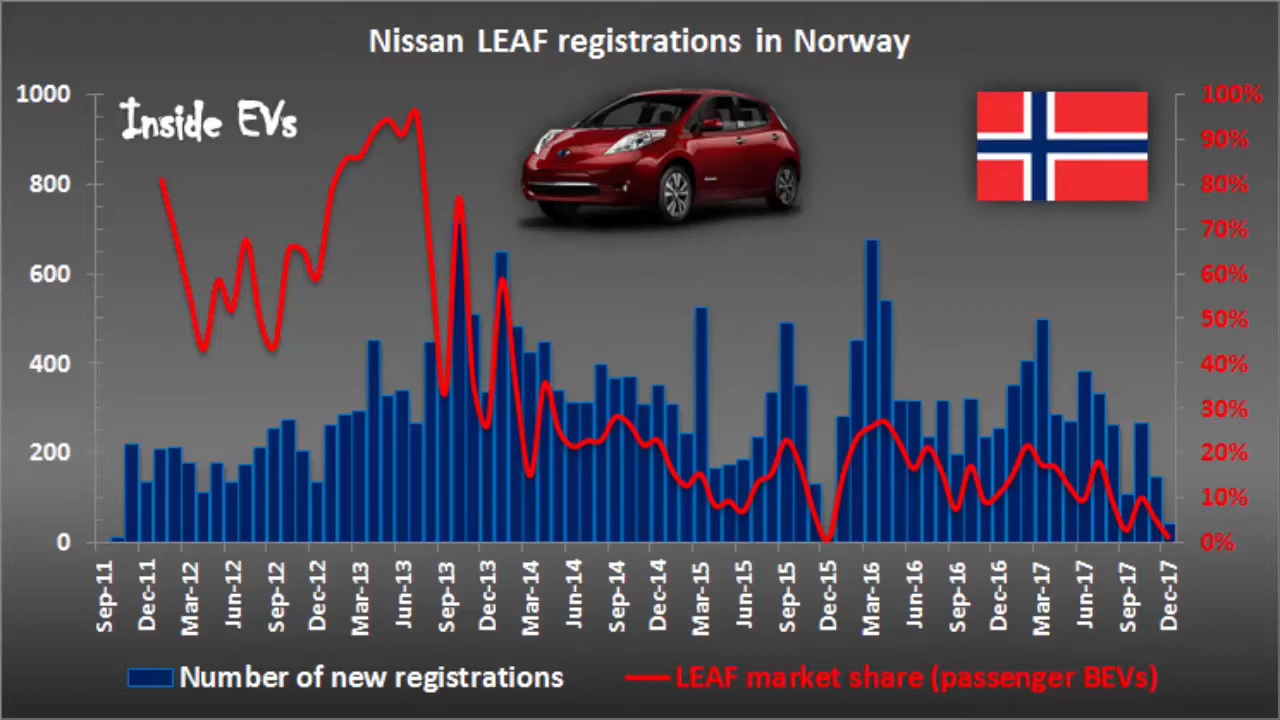 Nissan LEAF registrations in Norway
Inside EVs
1000
800
600
400
200
0
100%
90%
80%
70%
60%
50%
40%
30%
20%
10%
0%
Sep-11
Dec-11
Mar-12
Jun-12
Sep-12
Dec-12
Mar-13
Jun-13
Sep-13
Dec-13
Mar-14
Jun-14
Sep-14
Dec-14
Mar-15
Jun-15
Sep-15
Dec-15
Mar-16
Jun-16
Sep-16
Dec-16
Mar-17
Jun-17
Sep-17
Dec-17
Number of new registrations
LEAF market share (passenger BEVs)